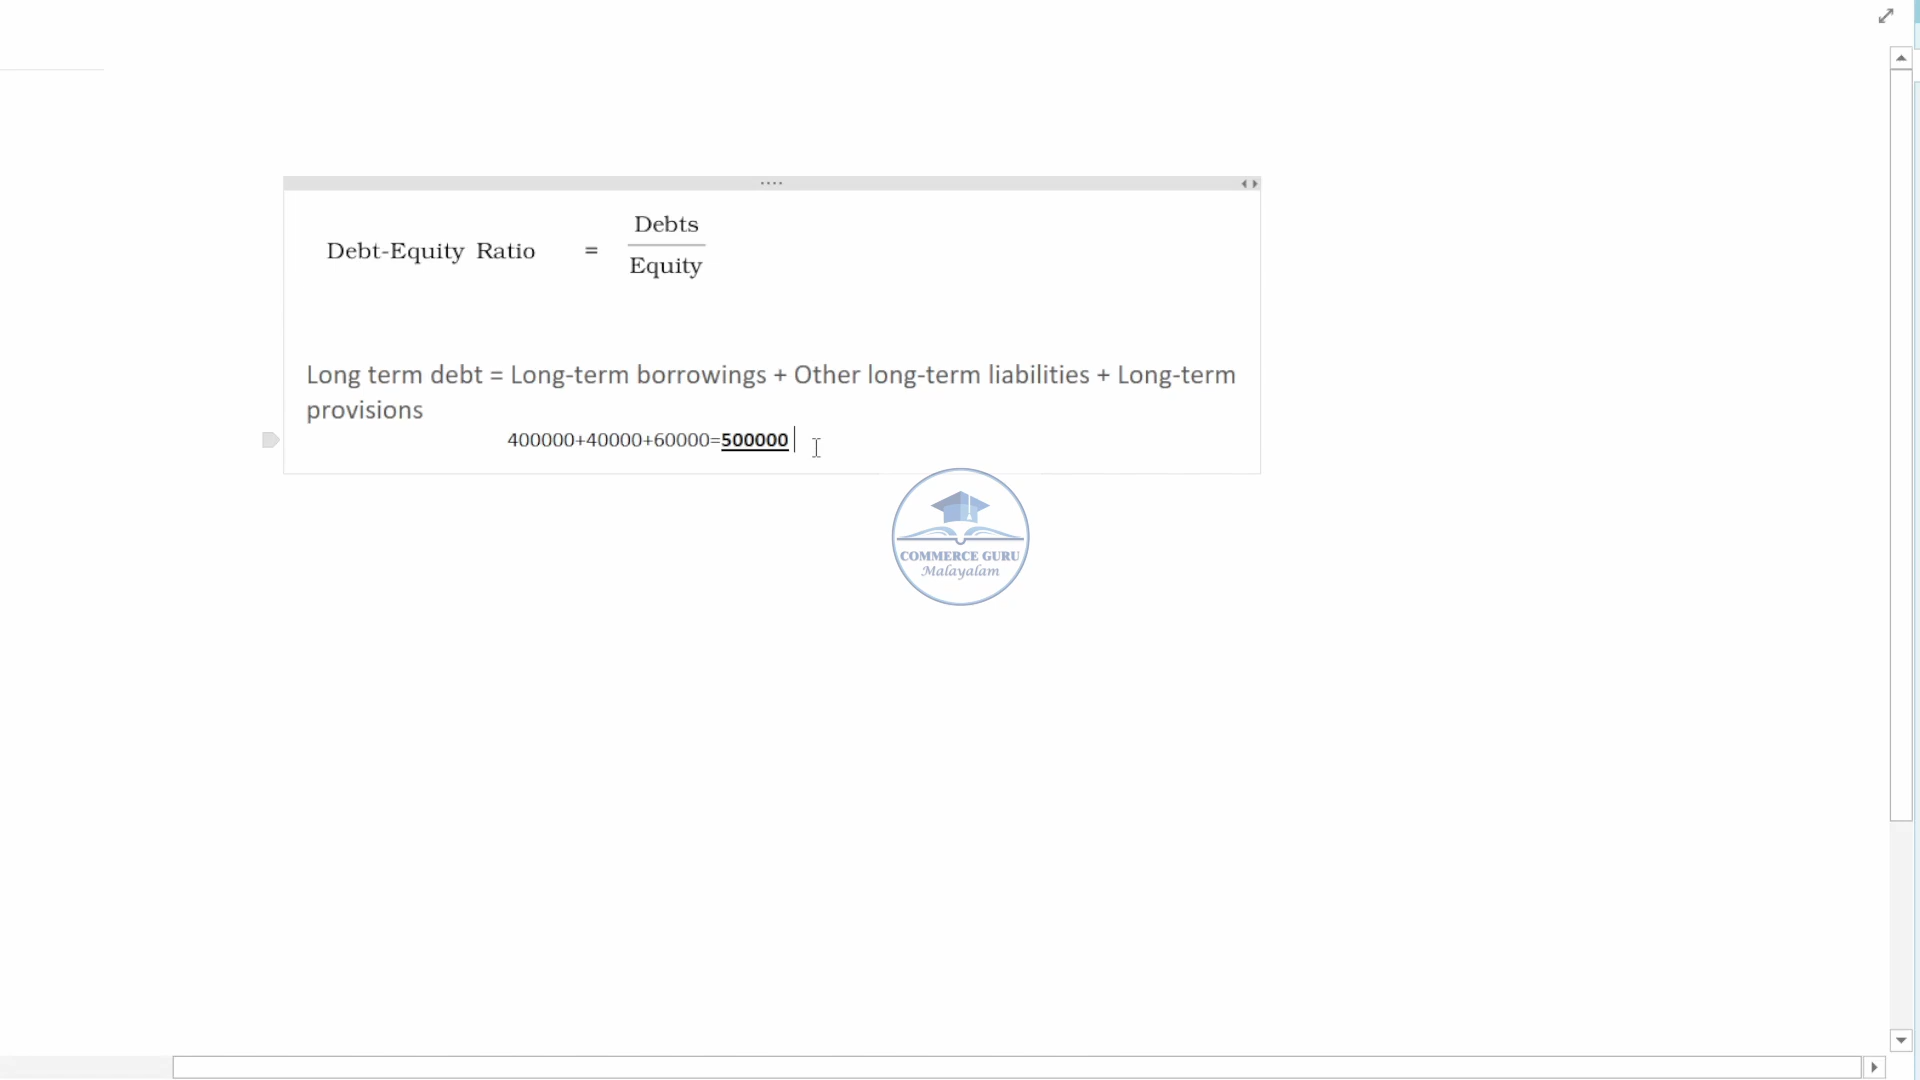 Debt-Equity Ratio = Debts
Equity
Long term debt = Long-term borrowings + Other long-term liabilities + Long-term
provisions
400000+40000+60000=500000
COMMERCE GURU
Malayalam